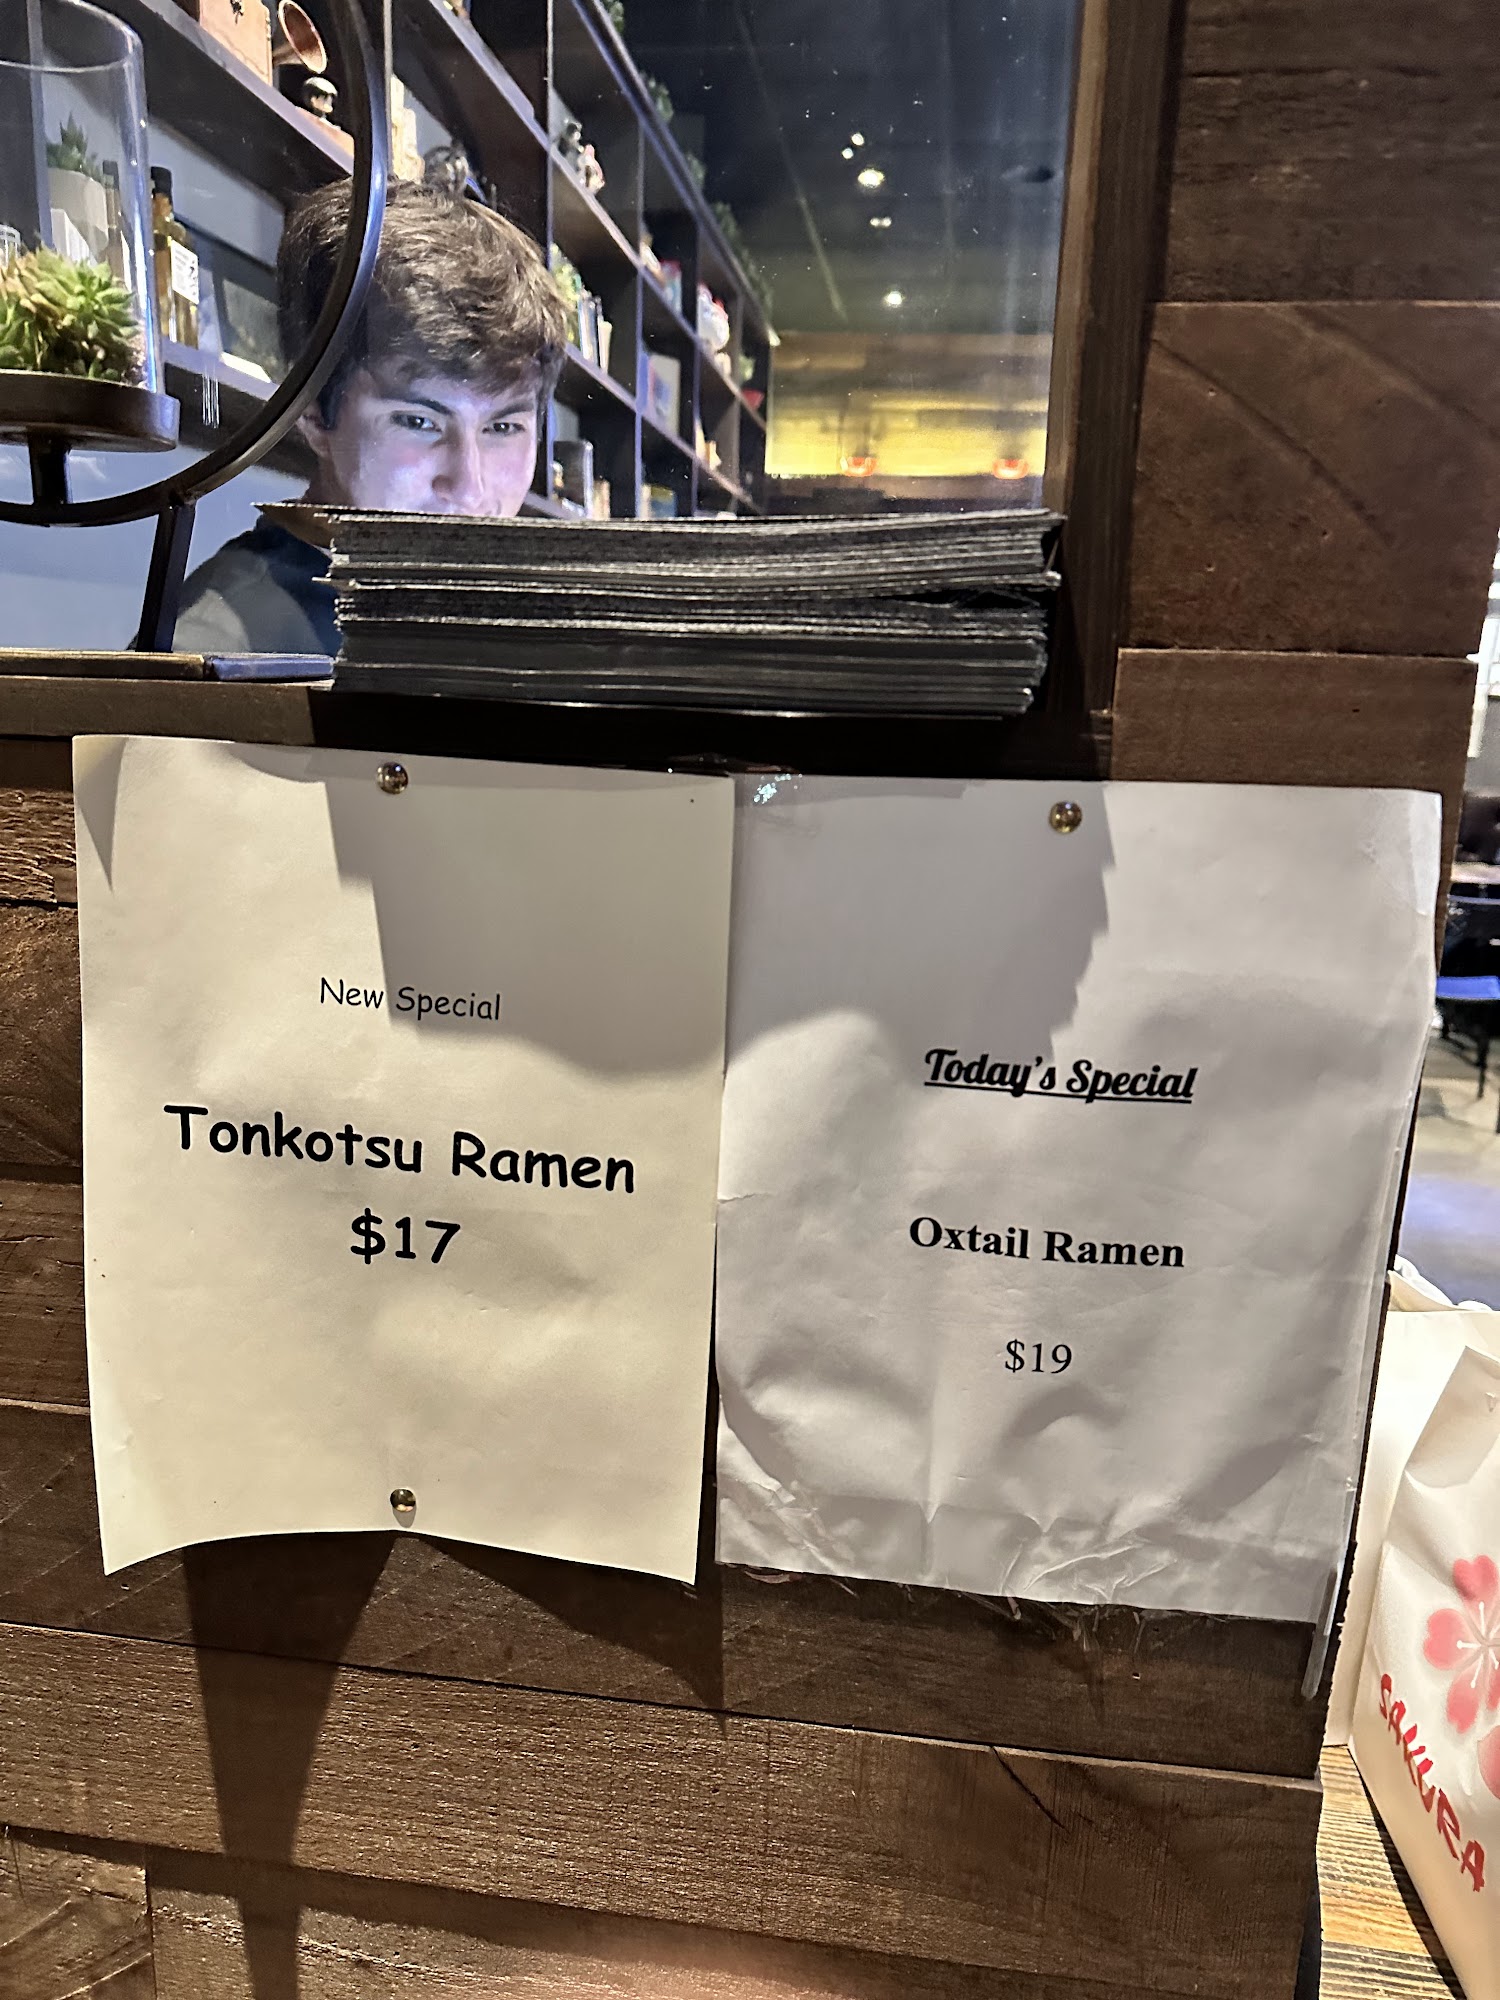 New Special
Tonkotsu Ramen
$17
Today's Special
Oxtail Ramen
$19
SAKURA